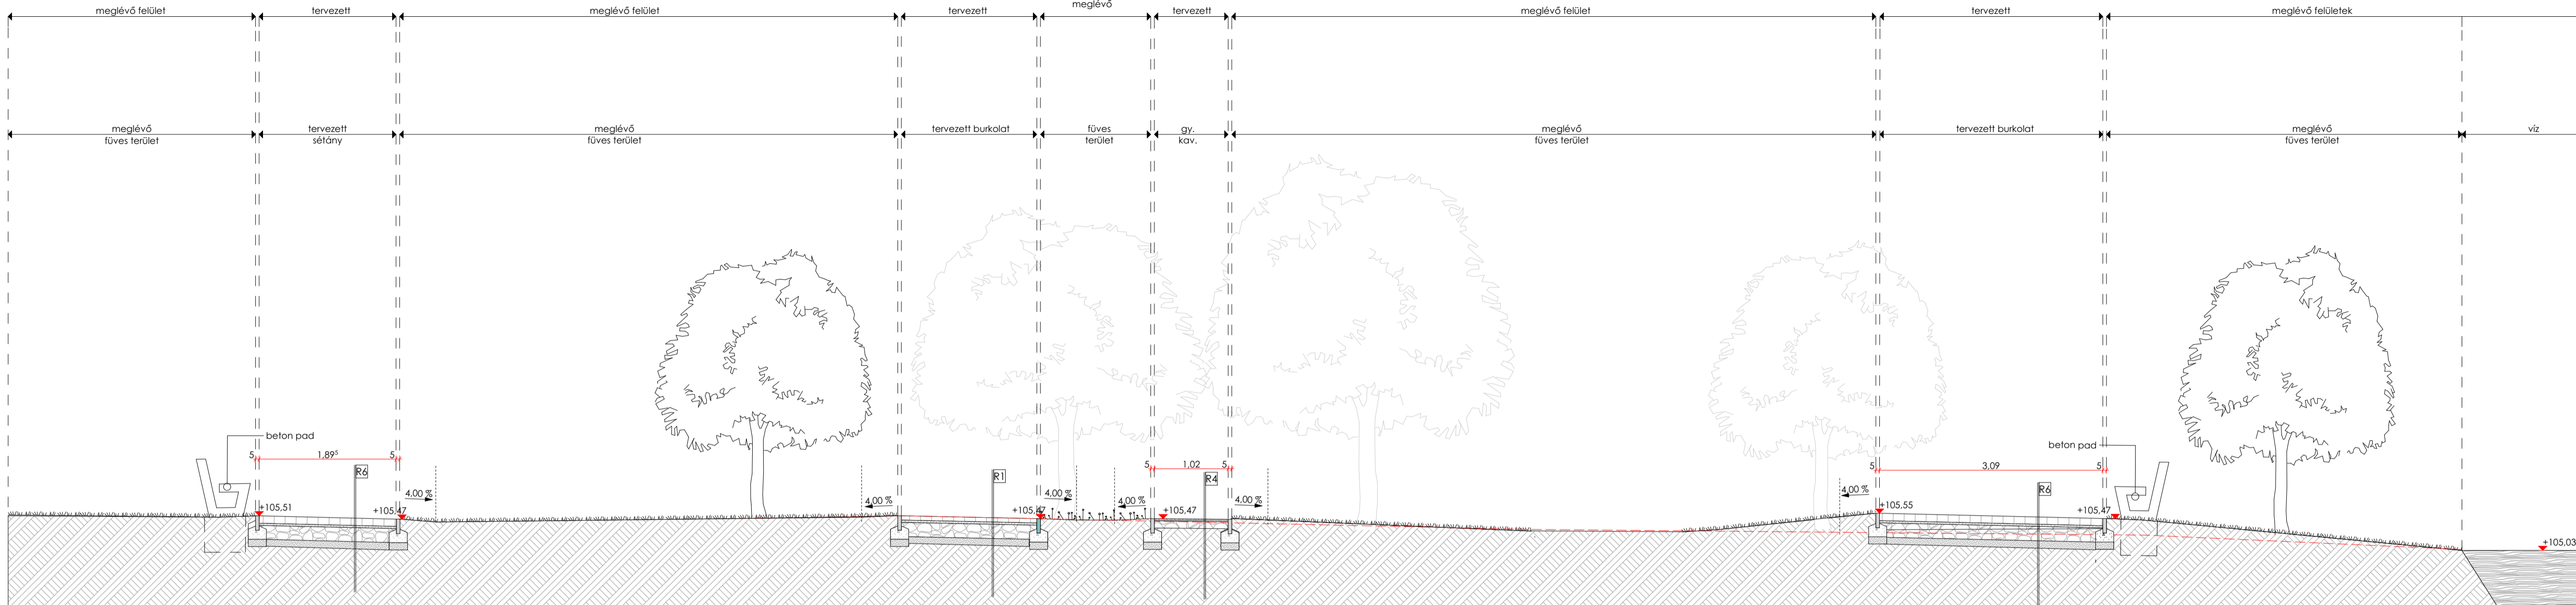 meglévő felület
tervezett
meglévő felület
tervezett
meglévő
tervezett
meglévő felület
tervezett
meglévő felületek
meglévő
füves terület
tervezett
sétány
meglévő
füves terület
tervezett burkolat
füves
terület
gy.
kav.
meglévő
füves terület
tervezett burkolat
meglévő
füves terület
víz
beton pad
5
1,89⁵
5
R6
+105,51
+105,47
4,00 %
4,00 %
R1
+105,47
4,00 %
4,00 %
5
1,02
5
R4
+105,47
4,00 %
4,00 %
5
3,09
5
R6
+105,55
+105,47
beton pad
+105,03